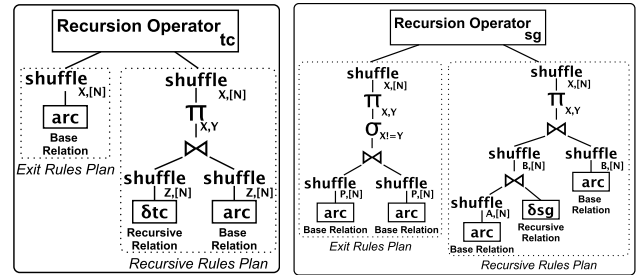 Recursion Operator
tc
shuffle
X,[N]
arc
Base
Relation
Exit Rules Plan
shuffle
X,[N]
Π
X,Y
⋈
shuffle
Z,[N]
δtc
Recursive
Relation
shuffle
Z,[N]
arc
Base
Relation
Recursive Rules Plan
Recursion Operator
sg
shuffle
X,[N]
Π
X,Y
σ
X!=Y
⋈
shuffle
P,[N]
arc
Base Relation
shuffle
P,[N]
arc
Base Relation
Exit Rules Plan
shuffle
X,[N]
Π
X,Y
⋈
shuffle
B,[N]
⋈
shuffle
A,[N]
arc
Base Relation
δsg
Recursive
Relation
shuffle
B,[N]
arc
Base
Relation
Recursive Rules Plan